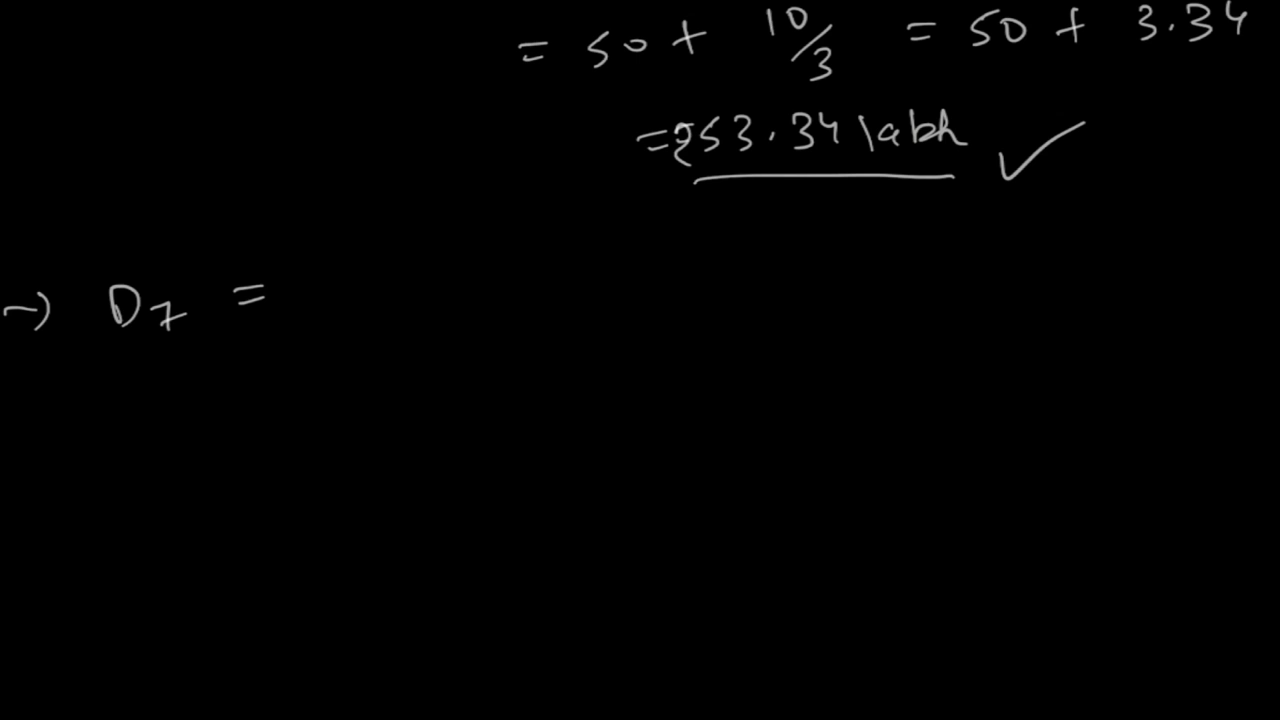 = 50 + 10/3 = 50 + 3.34
= ₹53.34 lakh ✓
→ D7 =